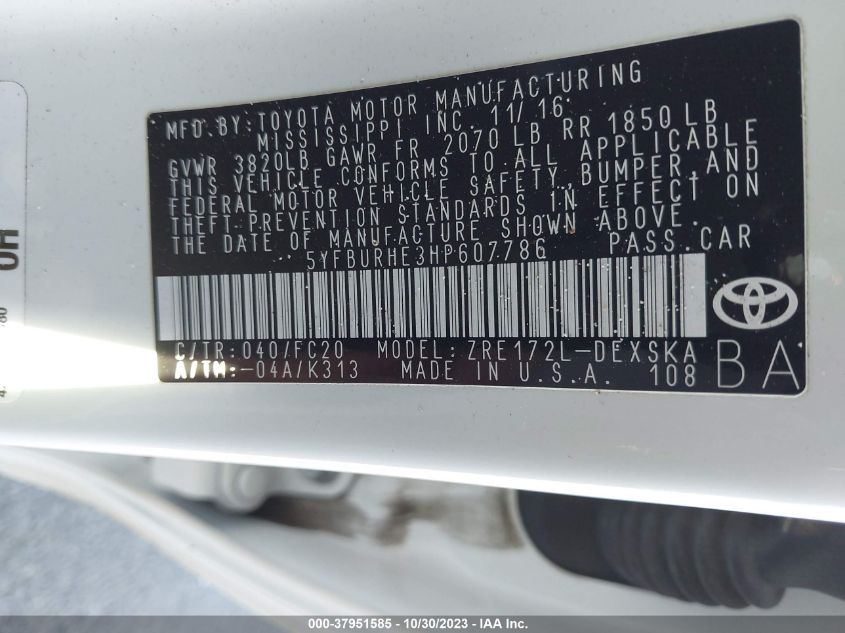 MFD BY: TOYOTA MOTOR MANUFACTURING
MISSISSIPPI INC. 11/16
GVWR 3820LB GAWR FR 2070 LB RR 1850 LB
THIS VEHICLE CONFORMS TO ALL APPLICABLE
FEDERAL MOTOR VEHICLE SAFETY, BUMPER, AND
THEFT PREVENTION STANDARDS IN EFFECT ON
THE DATE OF MANUFACTURE SHOWN ABOVE.
5YFBURHE3HP607786 PASS.CAR
C/TR: 040/FC20 MODEL: ZRE172L-DEXSKA
A/TM: -04A/K313 MADE IN U.S.A. 108
BA
000-37951585 - 10/30/2023 - IAA Inc.